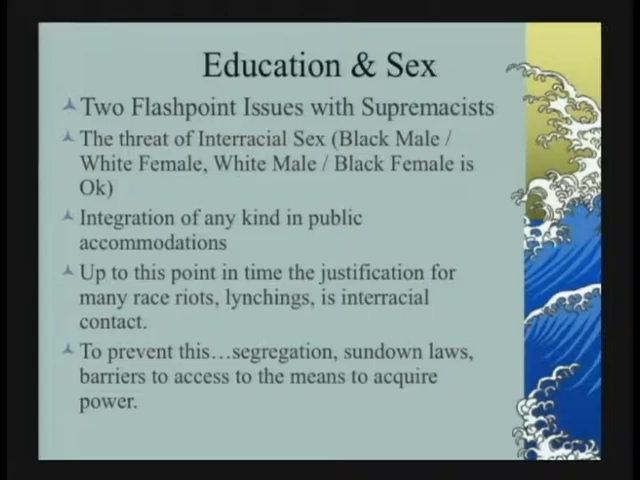 Education & Sex
Two Flashpoint Issues with Supremacists
The threat of Interracial Sex (Black Male /
White Female, White Male / Black Female is
Ok)
Integration of any kind in public
accommodations
Up to this point in time the justification for
many race riots, lynchings, is interracial
contact.
To prevent this…segregation, sundown laws,
barriers to access to the means to acquire
power.